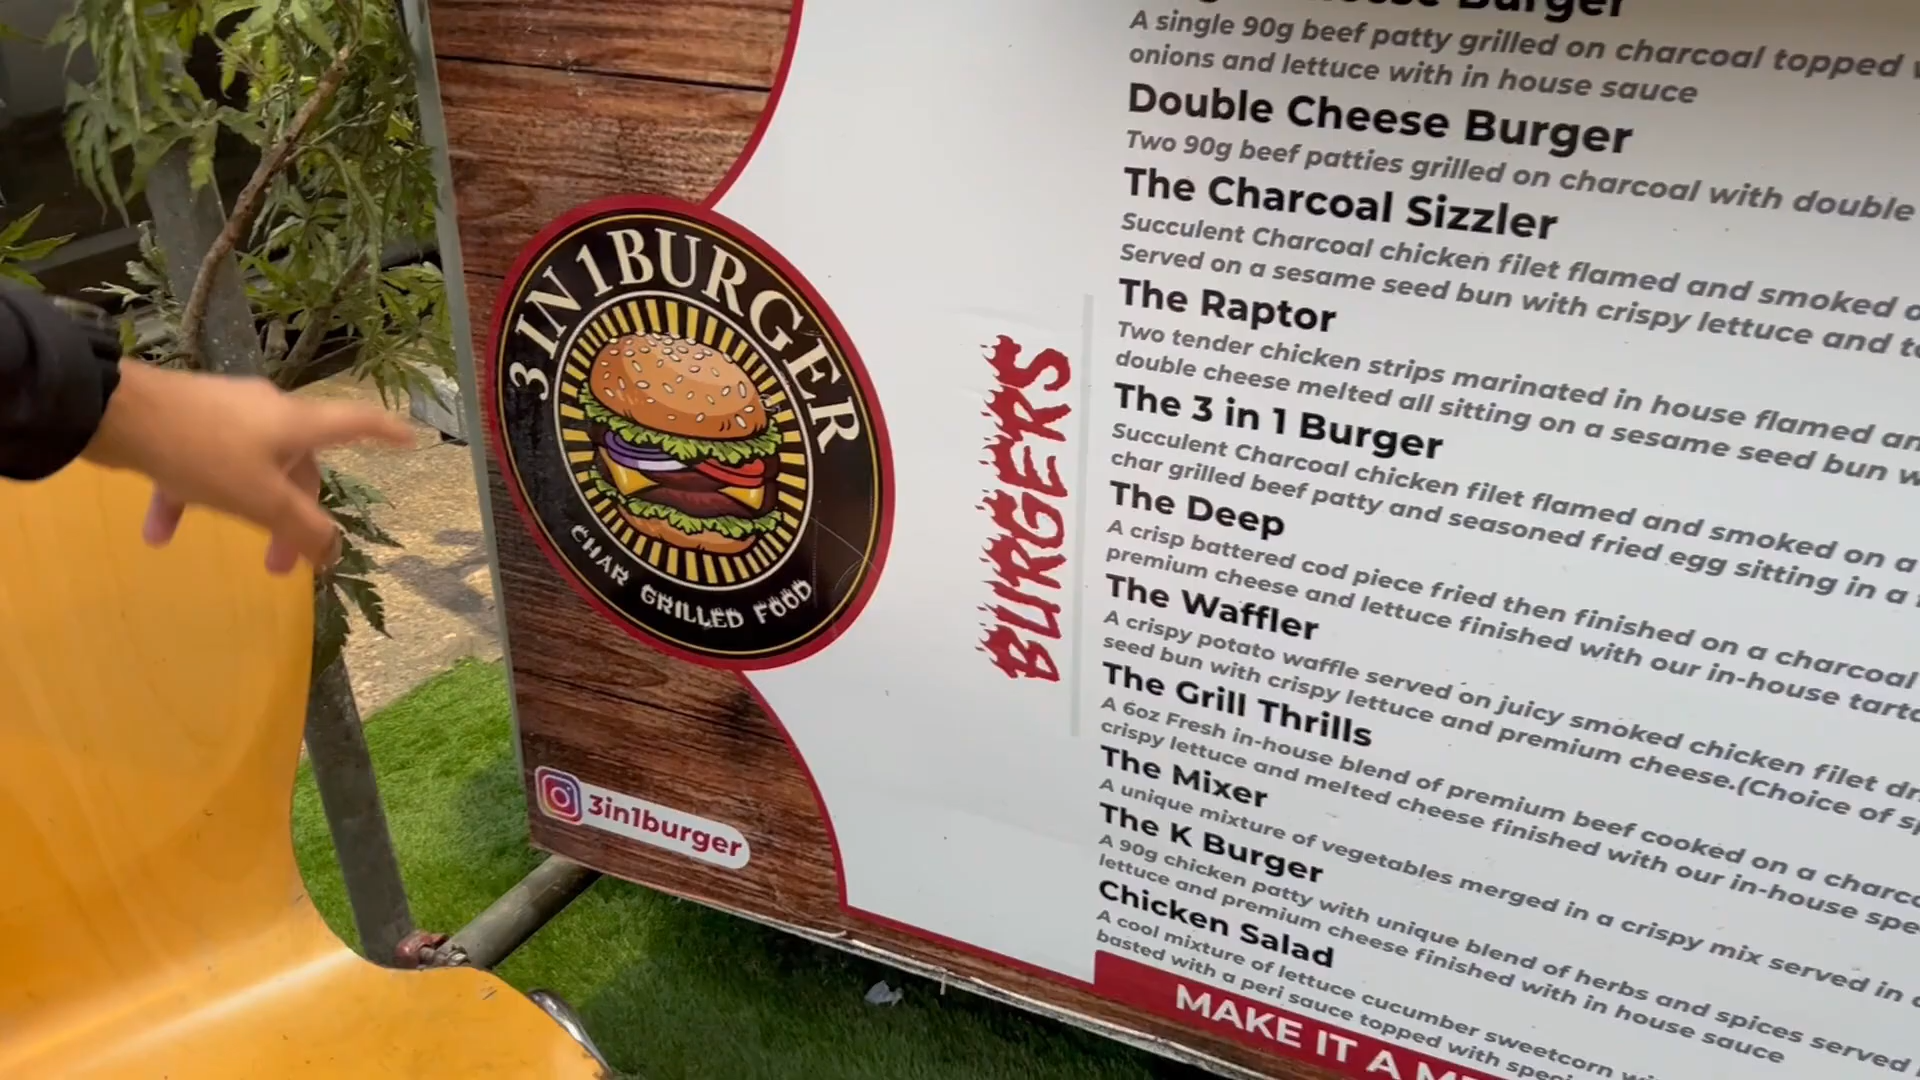 3 IN 1 BURGER
CHAR GRILLED FOOD
3in1burger
BURGERS
Burger
A single 90g beef patty grilled on charcoal topped
onions and lettuce with in house sauce
Double Cheese Burger
Two 90g beef patties grilled on charcoal with double
The Charcoal Sizzler
Succulent Charcoal chicken filet flamed and smoked
Served on a sesame seed bun with crispy lettuce and
The Raptor
Two tender chicken strips marinated in house flamed
double cheese melted all sitting on a sesame seed bun
The 3 in 1 Burger
Succulent Charcoal chicken filet flamed and smoked on a
char grilled beef patty and seasoned fried egg sitting in a
The Deep
A crisp battered cod piece fried then finished on a charcoal
premium cheese and lettuce finished with our in-house
The Waffler
A crispy potato waffle served on juicy smoked chicken filet
seed bun with crispy lettuce and premium cheese.(Choice of
The Grill Thrills
A 6oz Fresh in-house blend of premium beef cooked on a
crispy lettuce and melted cheese finished with our in-house
The Mixer
A unique mixture of vegetables merged in a crispy mix served in
The K Burger
A 90g chicken patty with unique blend of herbs and spices served
lettuce and premium cheese finished with in house sauce
Chicken Salad
A cool mixture of lettuce cucumber sweetcorn
basted with a peri sauce topped with
MAKE IT A